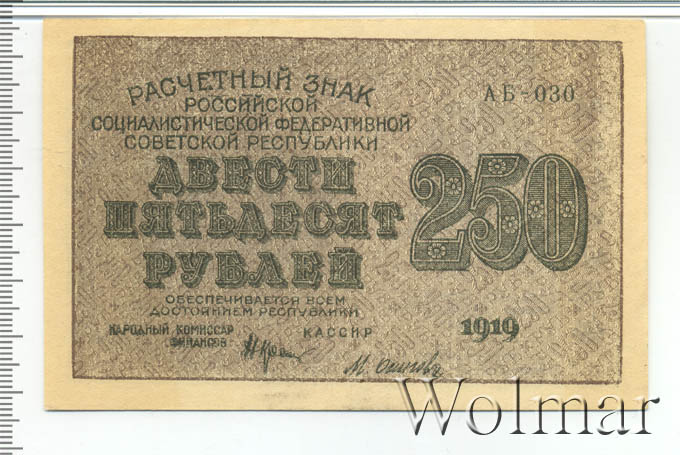 РАСЧЕТНЫЙ ЗНАК
РОССИЙСКОЙ
СОЦИАЛИСТИЧЕСКОЙ ФЕДЕРАТИВНОЙ
СОВЕТСКОЙ РЕСПУБЛИКИ
АБ-030
ДВЕСТИ
ПЯТЬДЕСЯТ
РУБЛЕЙ
250
ОБЕСПЕЧИВАЕТСЯ ВСЕМ
ДОСТОЯНИЕМ РЕСПУБЛИКИ
НАРОДНЫЙ КОМИССАР
ФИНАНСОВ
КАССИР
1919
Wolmar